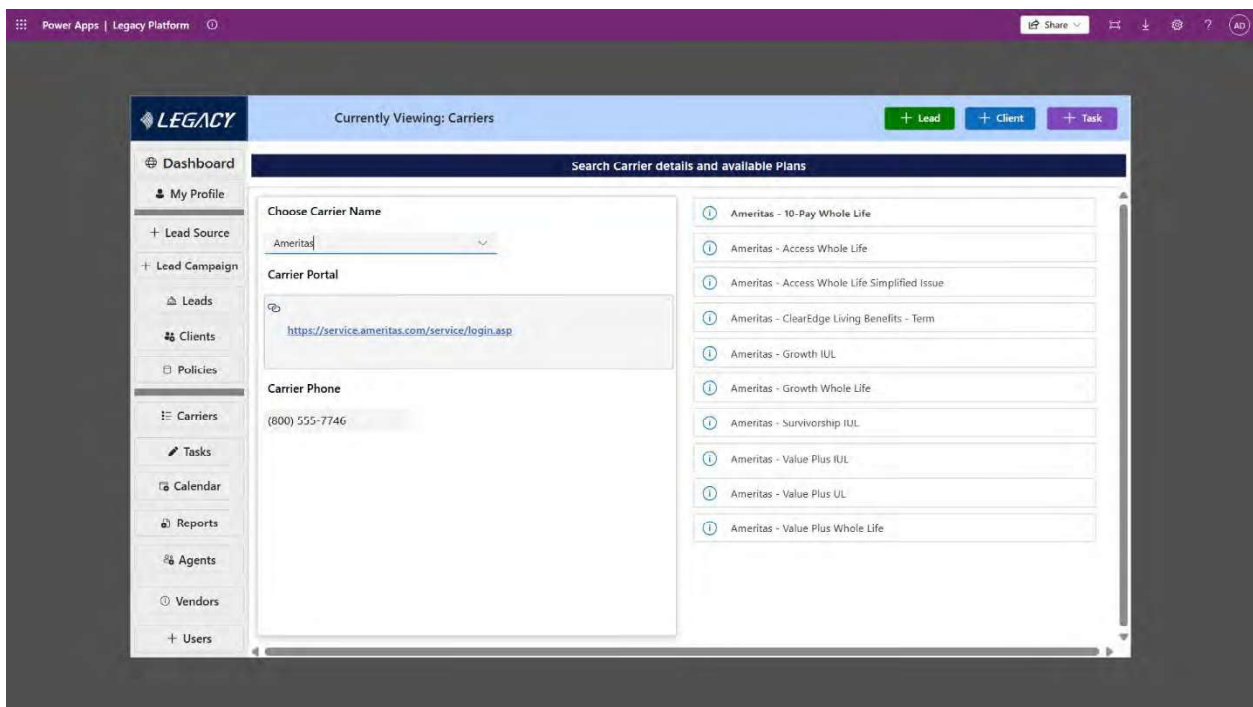 Power Apps | Legacy Platform
Share
?
AD
LEGACY
Currently Viewing: Carriers
+ Lead
+ Client
+ Task
Dashboard
My Profile
+ Lead Source
+ Lead Campaign
Leads
Clients
Policies
Carriers
Tasks
Calendar
Reports
Agents
Vendors
+ Users
Search Carrier details and available Plans
Choose Carrier Name
Ameritas
Carrier Portal
https://service.ameritas.com/service/login.asp
Carrier Phone
(800) 555-7746
Ameritas - 10-Pay Whole Life
Ameritas - Access Whole Life
Ameritas - Access Whole Life Simplified Issue
Ameritas - ClearEdge Living Benefits - Term
Ameritas - Growth IUL
Ameritas - Growth Whole Life
Ameritas - Survivorship IUL
Ameritas - Value Plus IUL
Ameritas - Value Plus UL
Ameritas - Value Plus Whole Life